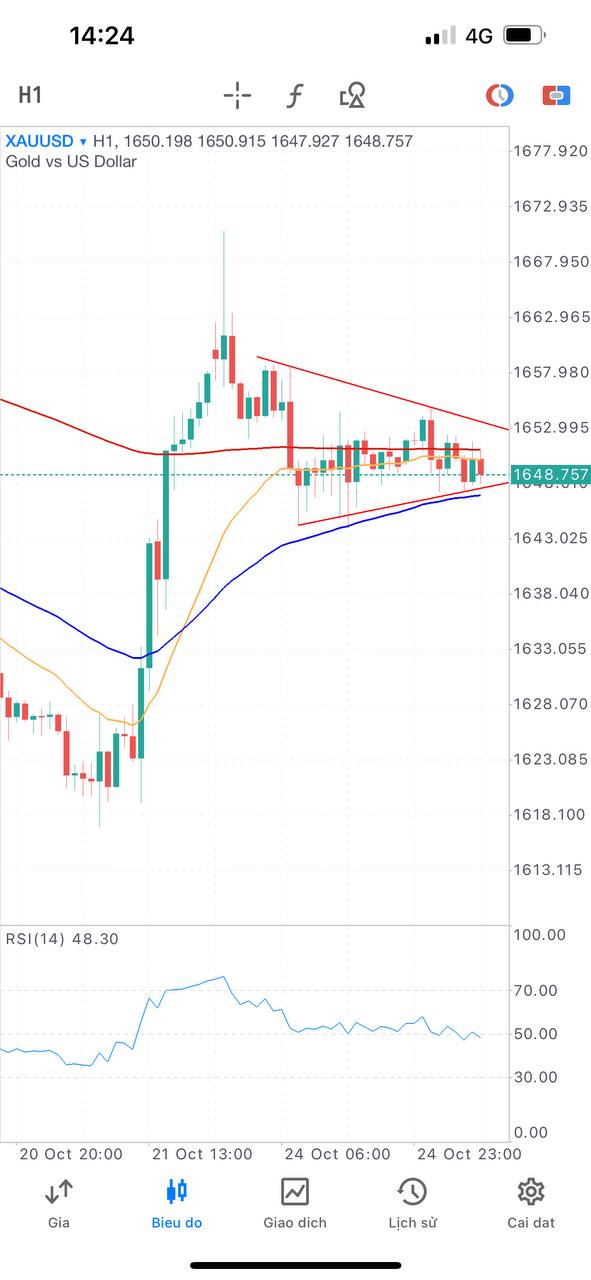 14:24
4G
H1
XAUUSD ▾ H1, 1650.198 1650.915 1647.927 1648.757
Gold vs US Dollar
1677.920
1672.935
1667.950
1662.965
1657.980
1652.995
1648.757
1643.025
1638.040
1633.055
1628.070
1623.085
1618.100
1613.115
RSI(14) 48.30
100.00
70.00
50.00
30.00
0.00
20 Oct 20:00 21 Oct 13:00 24 Oct 06:00 24 Oct 23:00
Gia Bieu do Giao dich Lịch sử Cai dat